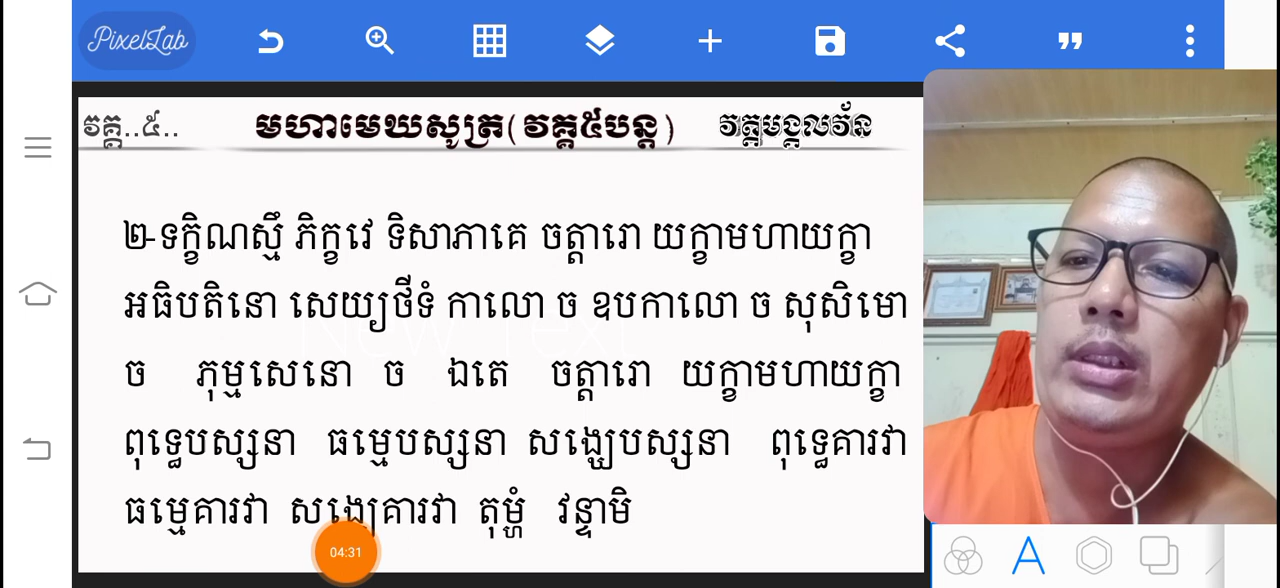 PixelLab
វគ្គ..៥..
មហាមេឃសូត្រ(វគ្គ៥បន្ត)
វត្តមង្គលវ័ន
២-ទក្ខិណស្មឹ ភិក្ខវេ ទិសាភាគេ ចត្តារោ យក្ខាមហាយក្ខា
អធិបតិនោ សេយ្យថីទំ កាលោ ច ឧបកាលោ ច សុសិមោ
ច ភុម្មសេនោ ច ឯតេ ចត្តារោ យក្ខាមហាយក្ខា
ពុទ្ធេបស្សនា ធម្មេបស្សនា សង្ឃេបស្សនា ពុទ្ធេគារវា
ធម្មេគារវា សង្ឃេគារវា តុម្ហំ វន្ទាមិ
New Text
04:31